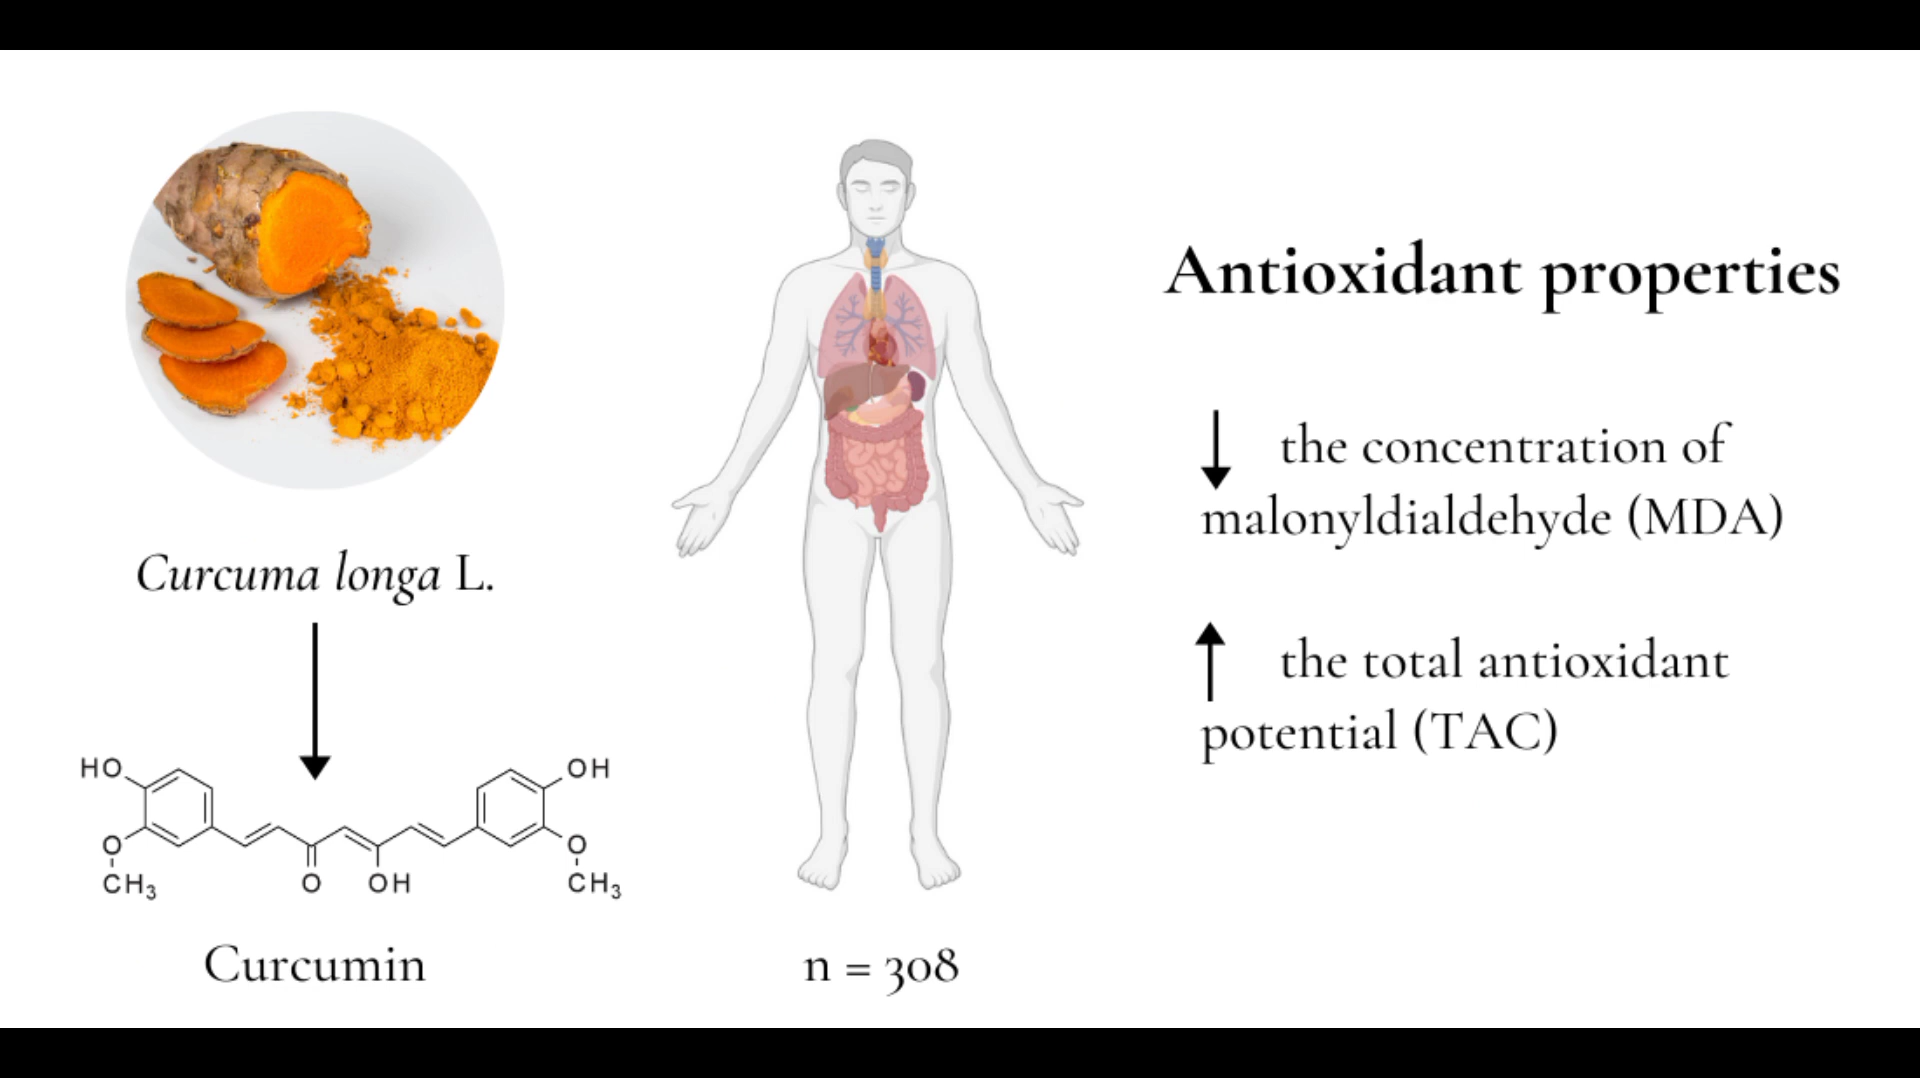 Curcuma longa L.
HO
OH
O
O
CH3
O
OH
CH3
Curcumin
n = 308
Antioxidant properties
↓ the concentration of
malonyldialdehyde (MDA)
↑ the total antioxidant
potential (TAC)